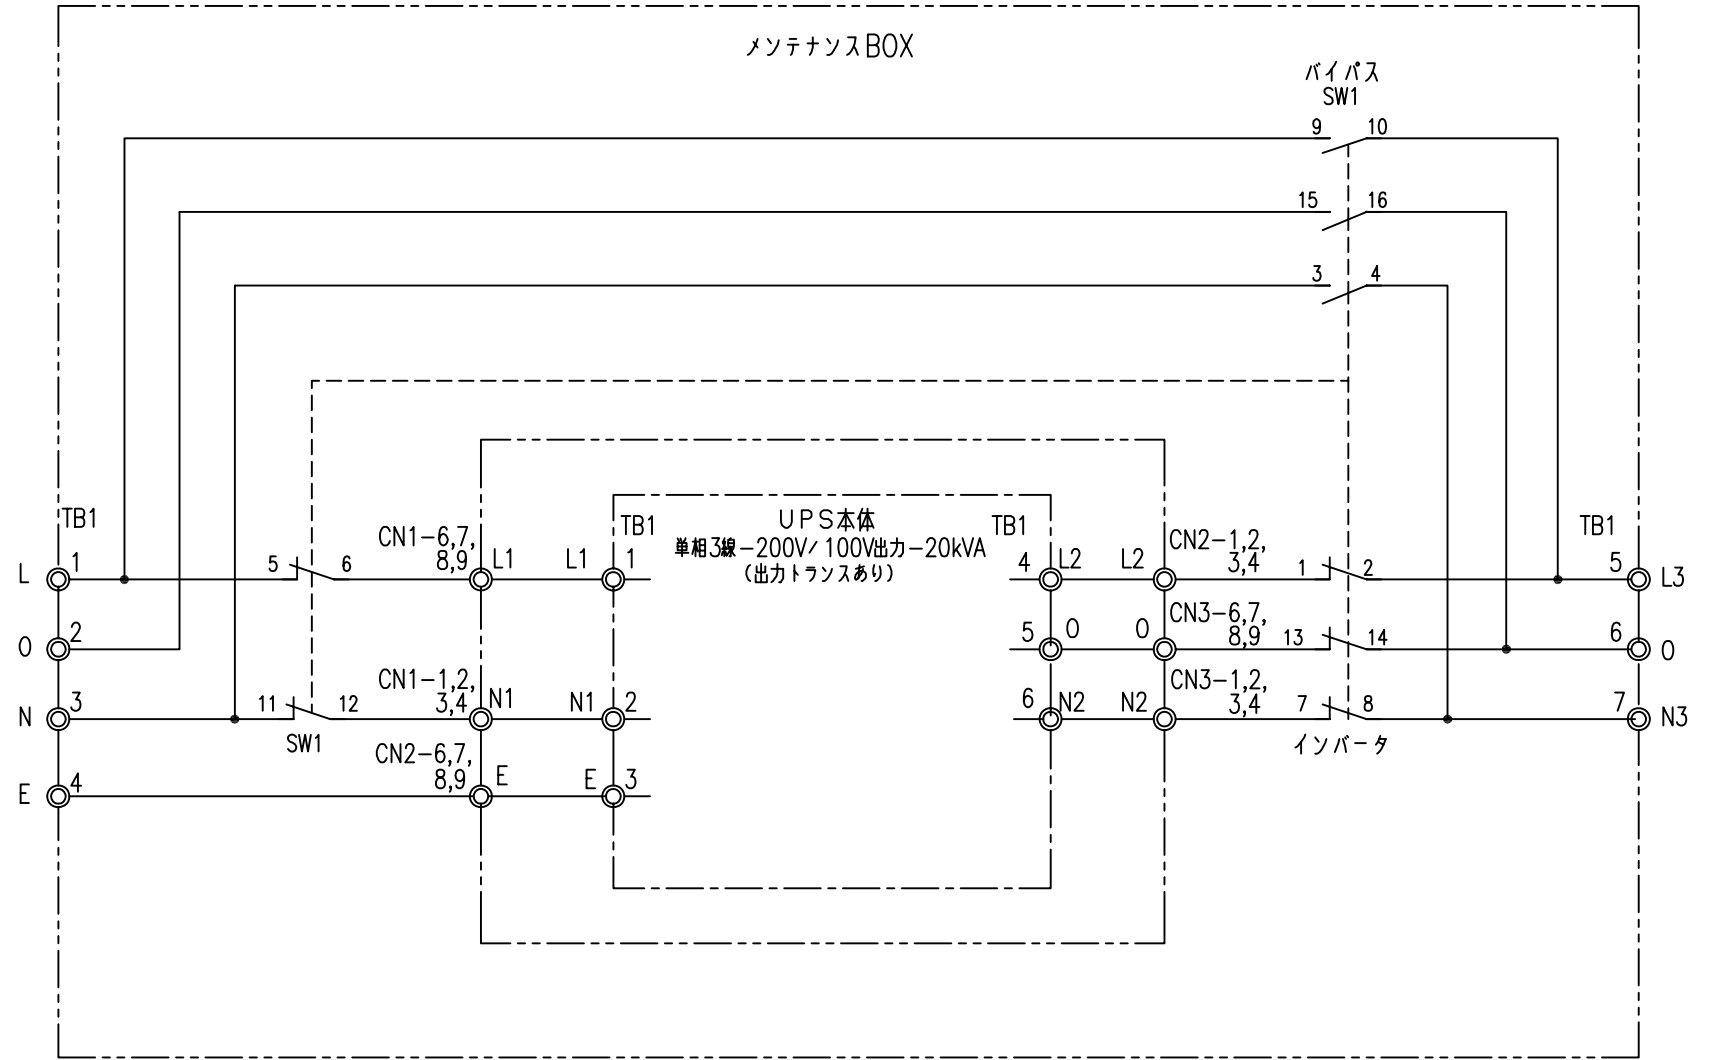 メンテナンスBOX
バイパス
SW1
9 10
15 16
3 4
TB1
L 1
O 2
N 3
E 4
5 6
11 12
SW1
CN1-6,7,
8,9
CN1-1,2,
3,4
CN2-6,7,
8,9
L1 L1
N1 N1
E E
TB1
1
2
3
UPS本体
単相3線-200V/100V出力-20kVA
(出力トランスあり)
TB1
4 L2 L2
5 O O
6 N2 N2
CN2-1,2,
3,4
CN3-6,7,
8,9
CN3-1,2,
3,4
1 2
13 14
7 8
インバータ
TB1
5 L3
6 O
7 N3